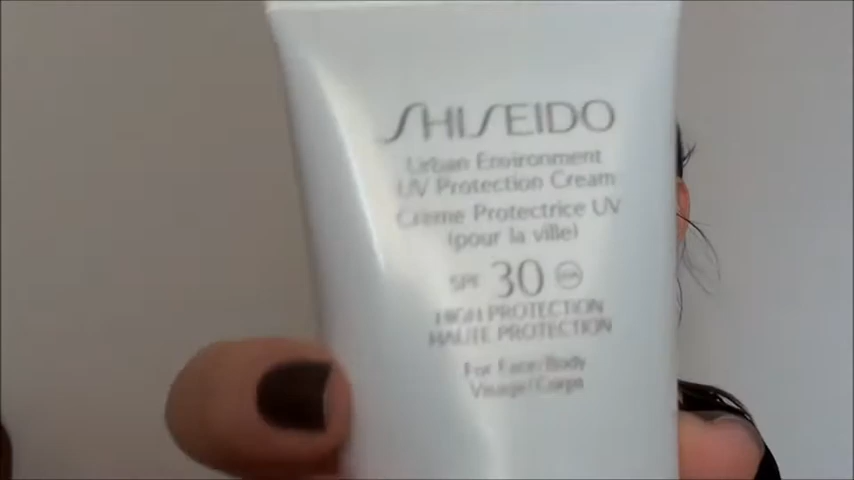 SHISEIDO
Urban Environment
UV Protection Cream
Crème Protectrice UV
(pour la ville)
SPF 30 UVA
HIGH PROTECTION
HAUTE PROTECTION
For Face/Body
Visage/Corps